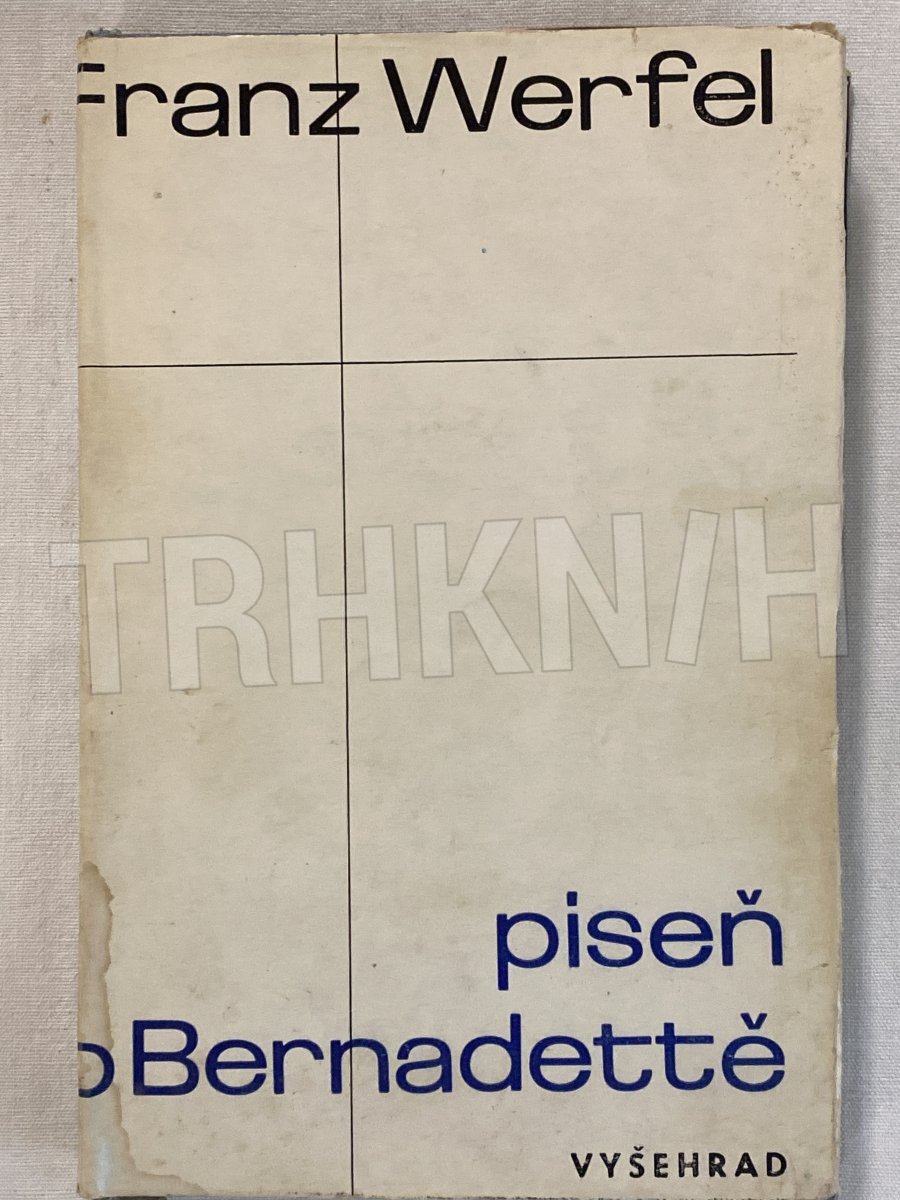 Franz Werfel
TRHKNIH
piseň
o Bernadettě
VYŠEHRAD